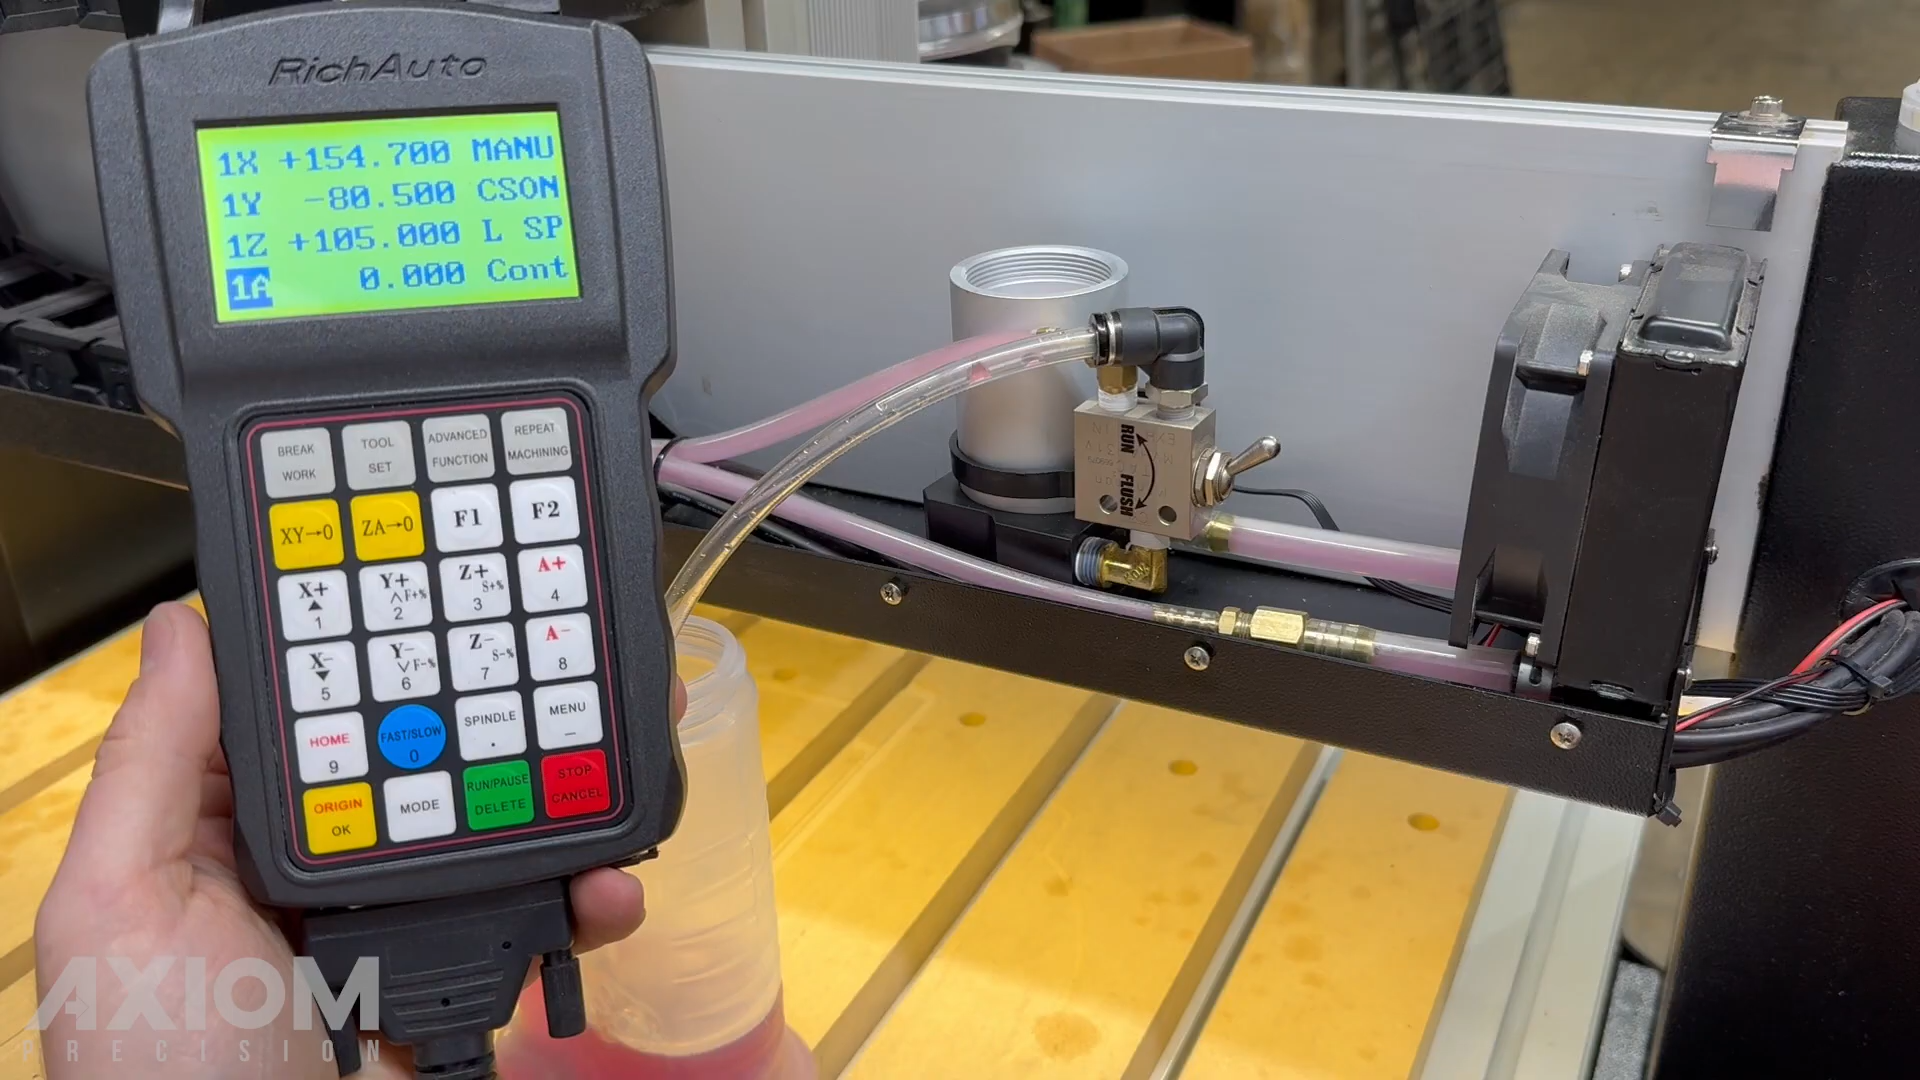 RichAuto
1X +154.700 MANU
1Y -80.500 CSON
1Z +105.000 L SP
1A 0.000 Cont
BREAK WORK
TOOL SET
ADVANCED FUNCTION
REPEAT MACHINING
XY→0
ZA→0
F1
F2
X+ ▲ 1
Y+ ∧F+% 2
Z+ S+% 3
A+ 4
X- ▼ 5
Y- ∨F-% 6
Z- S-% 7
A- 8
HOME 9
FAST/SLOW 0
SPINDLE .
MENU –
ORIGIN OK
MODE
RUN/PAUSE DELETE
STOP CANCEL
RUN FLUSH
AXIOM
PRECISION